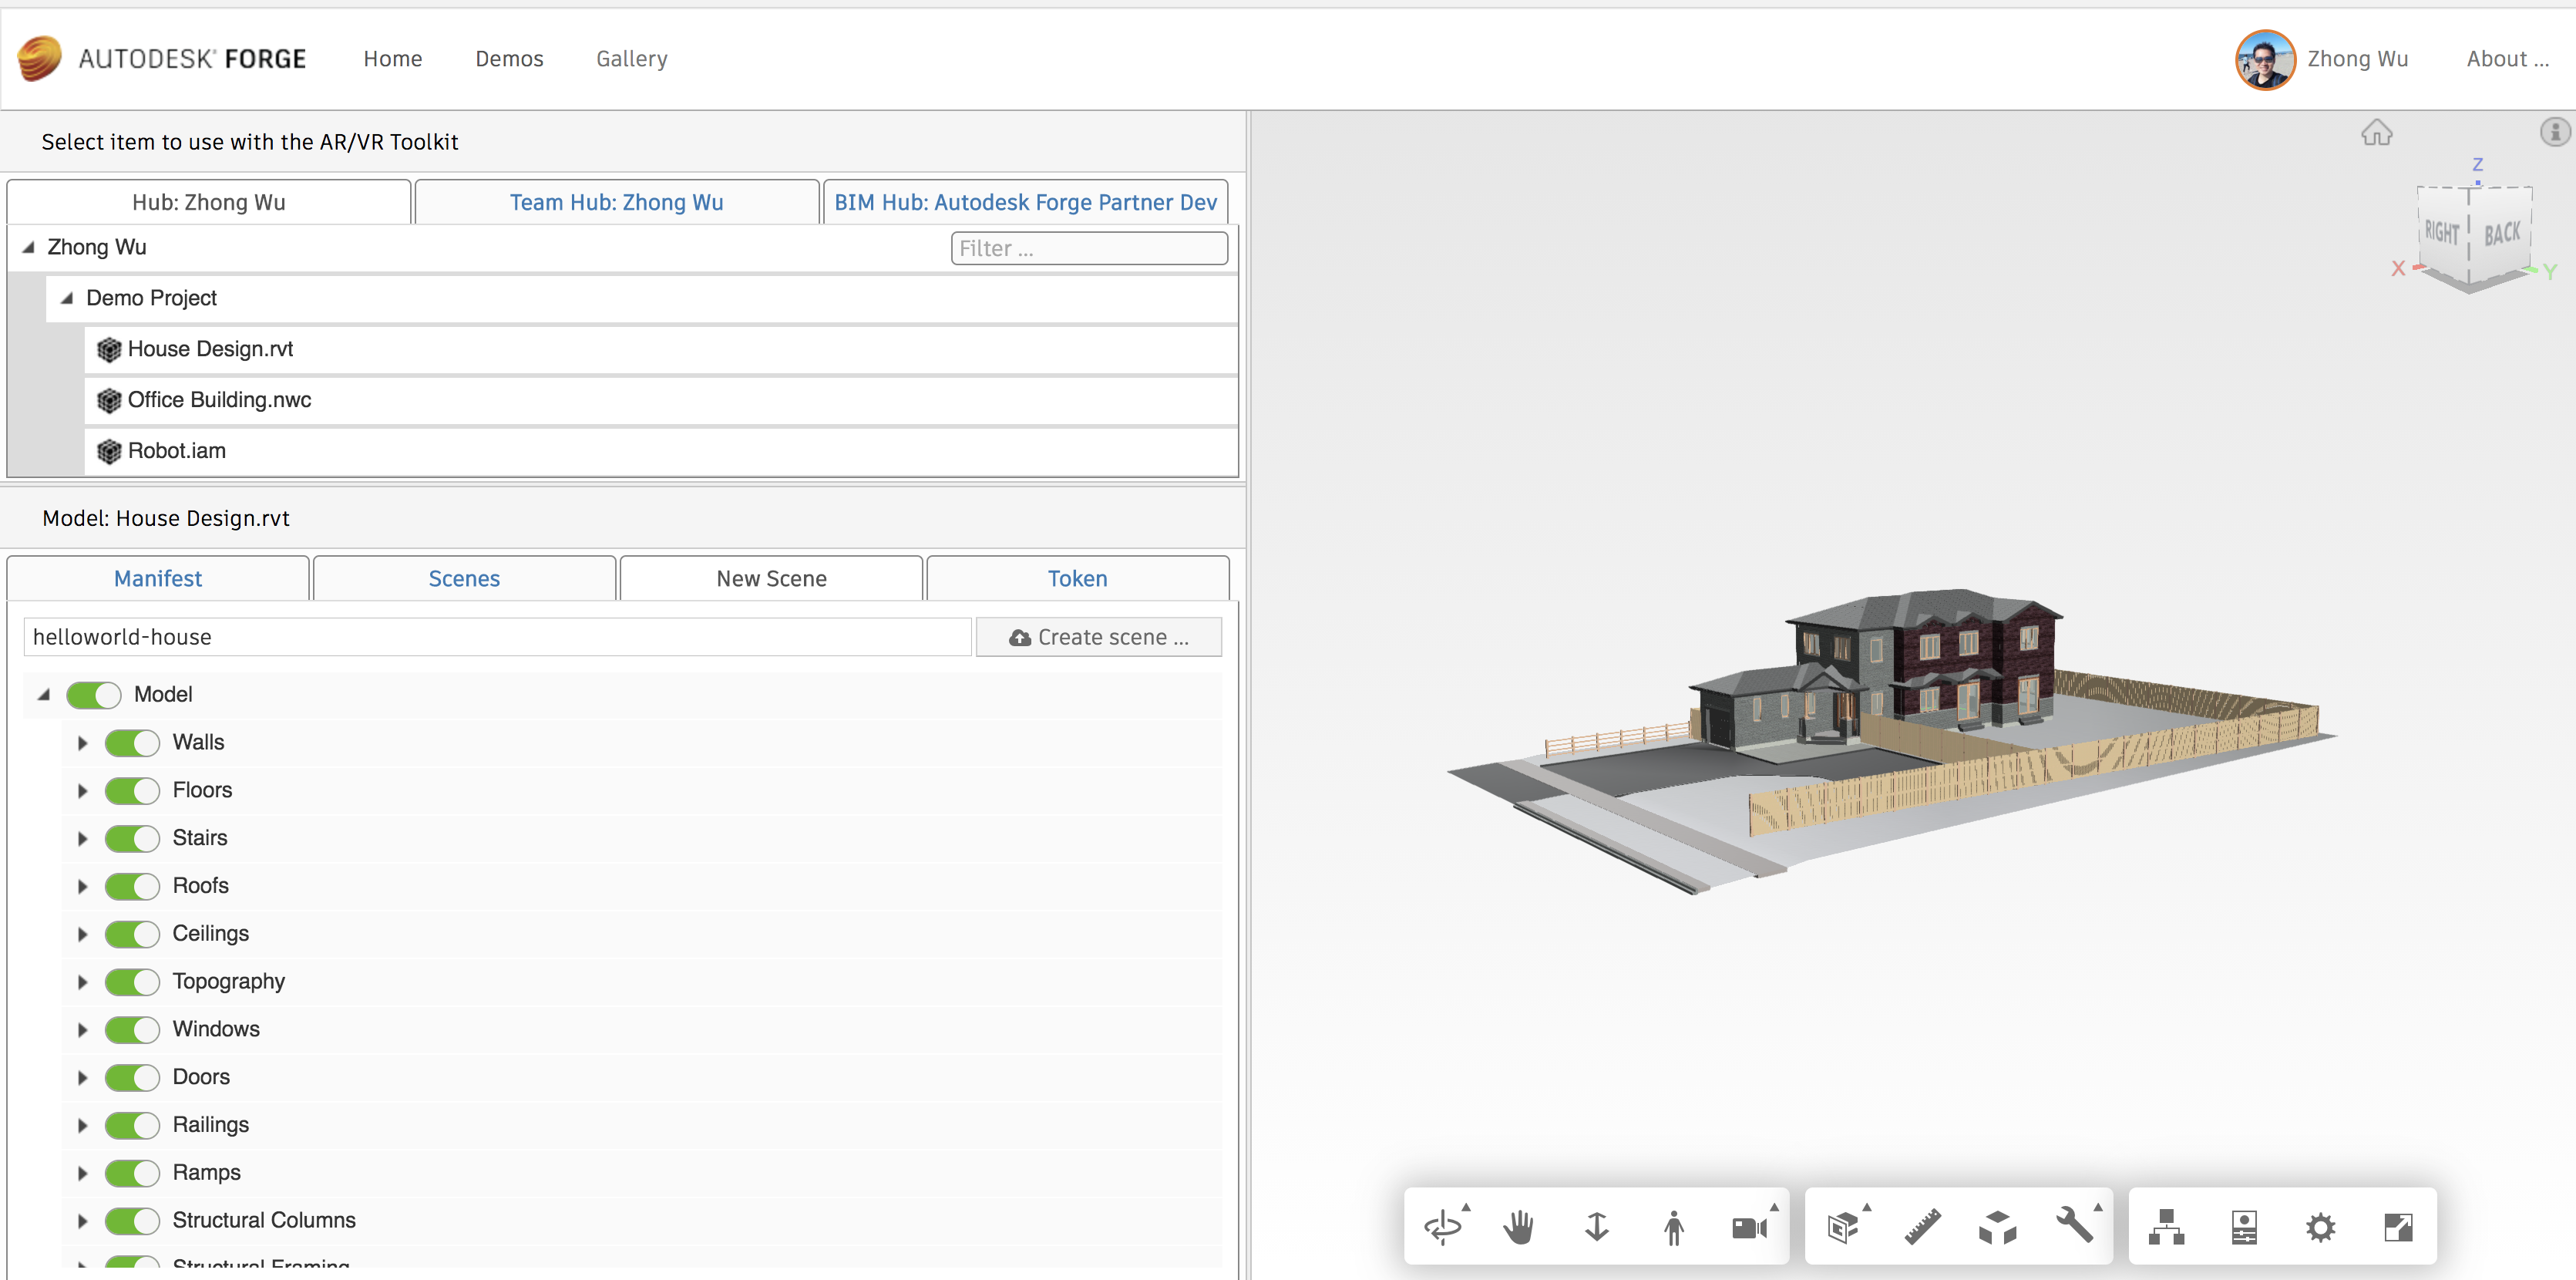 AUTODESK® FORGE
Home
Demos
Gallery
Zhong Wu
About ...
Select item to use with the AR/VR Toolkit
Hub: Zhong Wu
Team Hub: Zhong Wu
BIM Hub: Autodesk Forge Partner Dev
Zhong Wu
Filter ...
Demo Project
House Design.rvt
Office Building.nwc
Robot.iam
Model: House Design.rvt
Manifest
Scenes
New Scene
Token
helloworld-house
Create scene ...
Model
Walls
Floors
Stairs
Roofs
Ceilings
Topography
Windows
Doors
Railings
Ramps
Structural Columns
Structural Framing
Z
RIGHT
BACK
X
Y